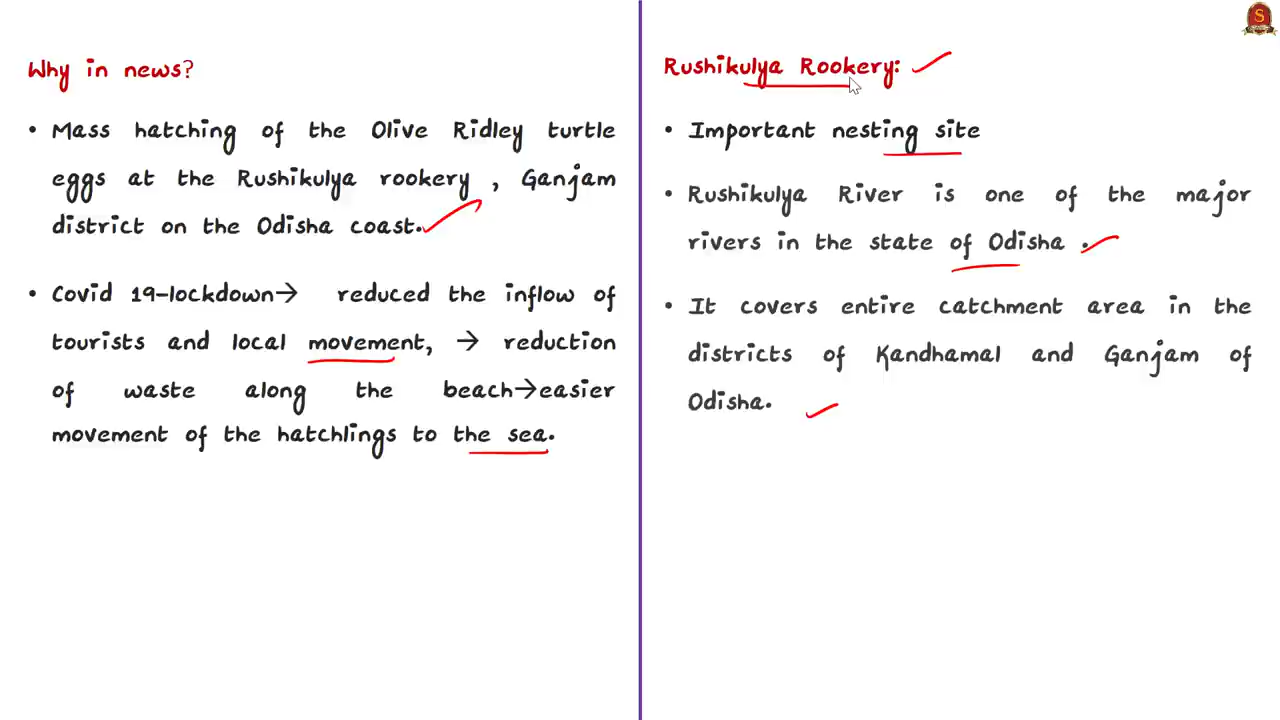 Why in news?
• Mass hatching of the Olive Ridley turtle
eggs at the Rushikulya rookery , Ganjam
district on the Odisha coast.
• Covid 19-lockdown→ reduced the inflow of
tourists and local movement, → reduction
of waste along the beach→easier
movement of the hatchlings to the sea.
Rushikulya Rookery:
• Important nesting site
• Rushikulya River is one of the major
rivers in the state of Odisha .
• It covers entire catchment area in the
districts of Kandhamal and Ganjam of
Odisha.
S